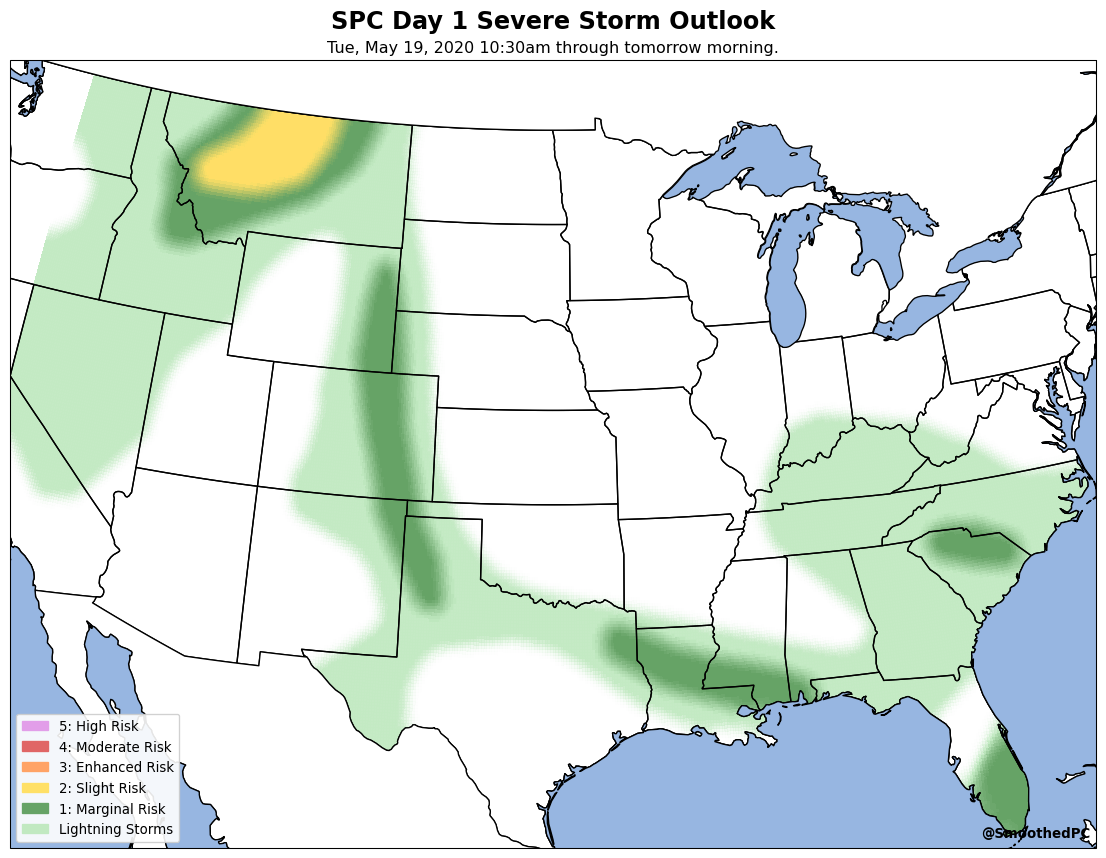 SPC Day 1 Severe Storm Outlook
Tue, May 19, 2020 10:30am through tomorrow morning.
5: High Risk
4: Moderate Risk
3: Enhanced Risk
2: Slight Risk
1: Marginal Risk
Lightning Storms
@SmoothedPC